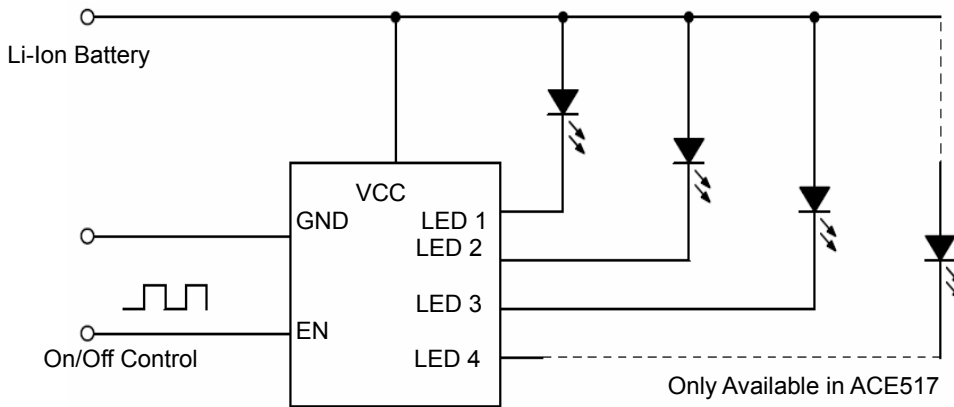 Li-Ion Battery
VCC
GND
LED 1
LED 2
LED 3
EN
On/Off Control
LED 4
Only Available in ACE517